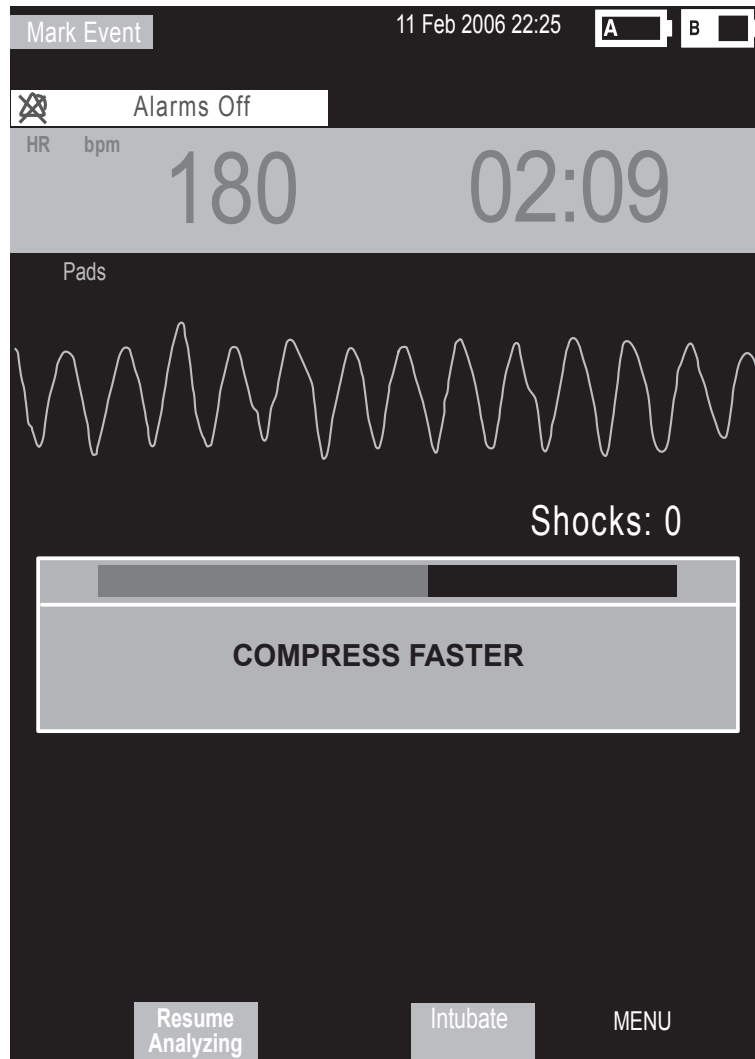 Mark Event
11 Feb 2006 22:25
A
B
Alarms Off
HR bpm
180
02:09
Pads
Shocks: 0
COMPRESS FASTER
Resume
Analyzing
Intubate
MENU